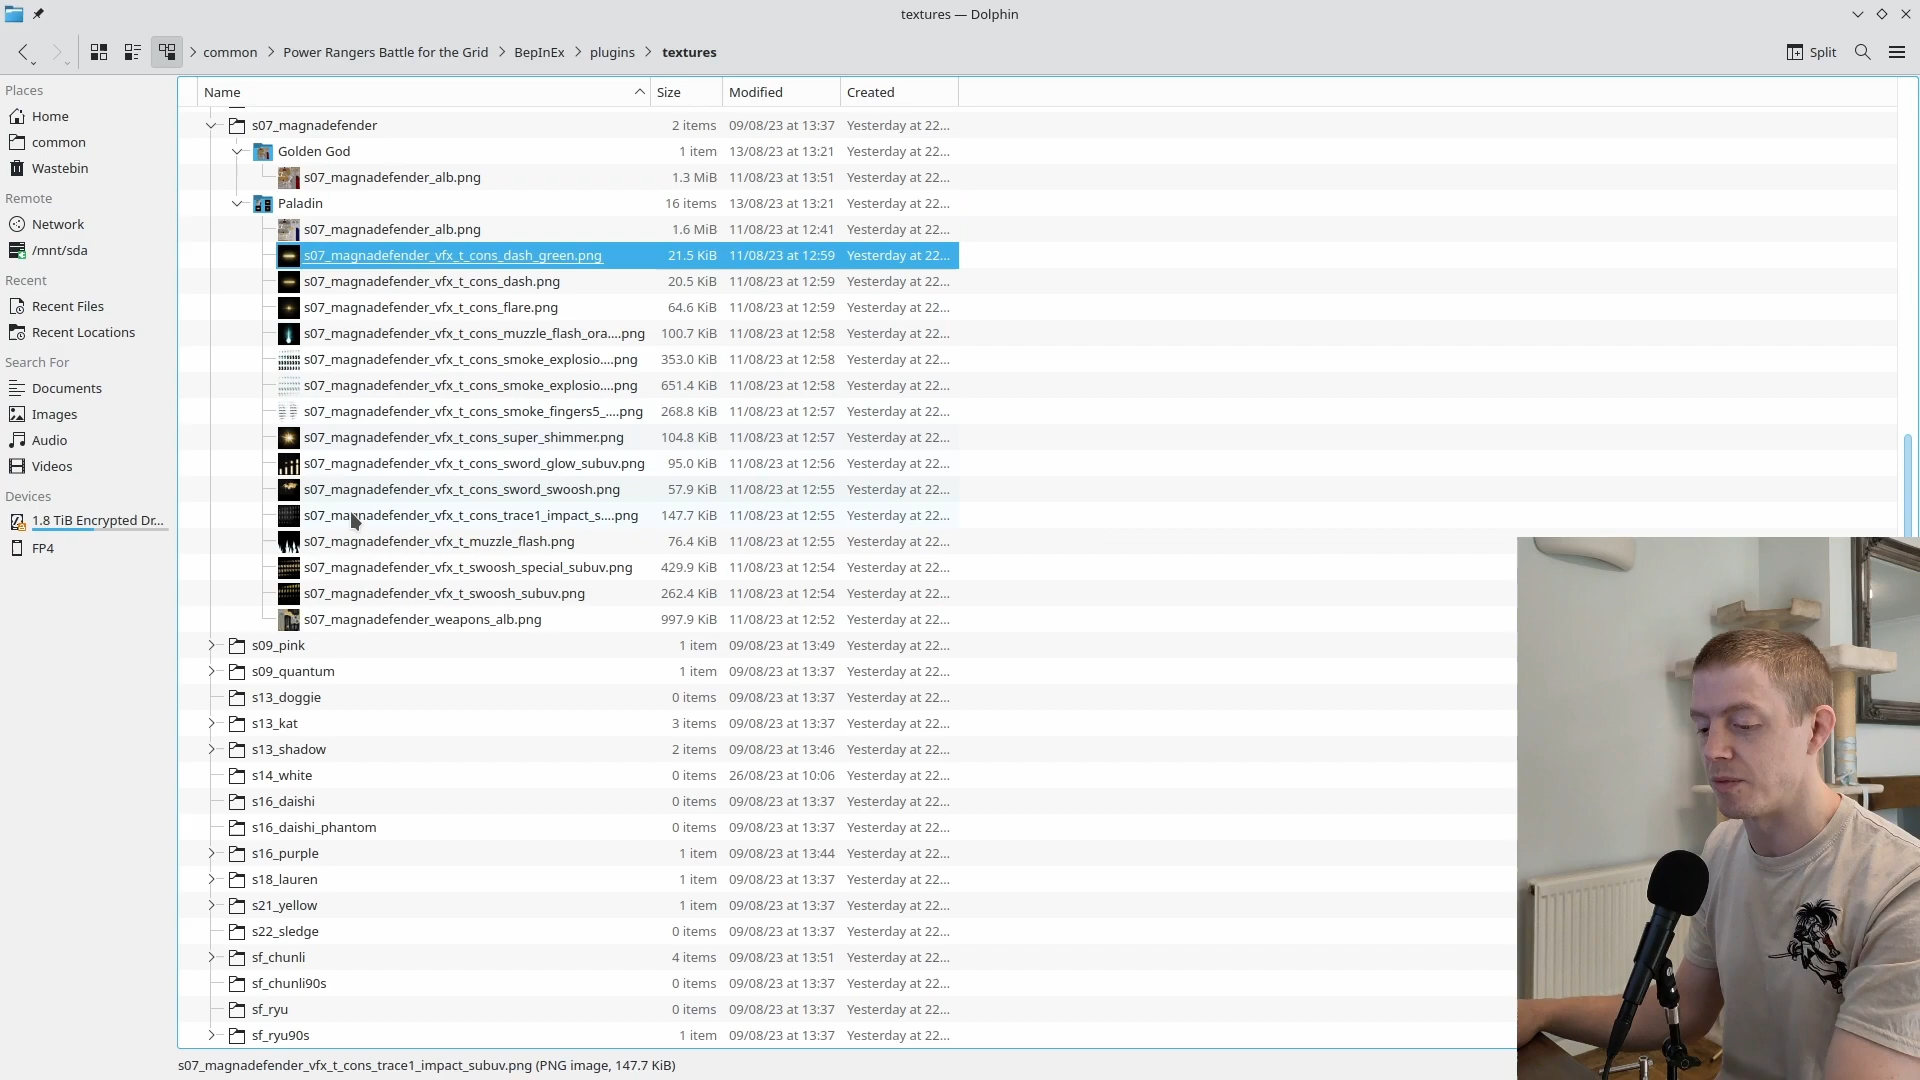 textures — Dolphin
common > Power Rangers Battle for the Grid > BepInEx > plugins > textures
Split
Places
Home
common
Wastebin
Remote
Network
/mnt/sda
Recent
Recent Files
Recent Locations
Search For
Documents
Images
Audio
Videos
Devices
1.8 TiB Encrypted Dr...
FP4
Name Size Modified Created
s07_magnadefender 2 items 09/08/23 at 13:37 Yesterday at 22...
Golden God 1 item 13/08/23 at 13:21 Yesterday at 22...
s07_magnadefender_alb.png 1.3 MiB 11/08/23 at 13:51 Yesterday at 22...
Paladin 16 items 13/08/23 at 13:21 Yesterday at 22...
s07_magnadefender_alb.png 1.6 MiB 11/08/23 at 12:41 Yesterday at 22...
s07_magnadefender_vfx_t_cons_dash_green.png 21.5 KiB 11/08/23 at 12:59 Yesterday at 22...
s07_magnadefender_vfx_t_cons_dash.png 20.5 KiB 11/08/23 at 12:59 Yesterday at 22...
s07_magnadefender_vfx_t_cons_flare.png 64.6 KiB 11/08/23 at 12:59 Yesterday at 22...
s07_magnadefender_vfx_t_cons_muzzle_flash_ora....png 100.7 KiB 11/08/23 at 12:58 Yesterday at 22...
s07_magnadefender_vfx_t_cons_smoke_explosio....png 353.0 KiB 11/08/23 at 12:58 Yesterday at 22...
s07_magnadefender_vfx_t_cons_smoke_explosio....png 651.4 KiB 11/08/23 at 12:58 Yesterday at 22...
s07_magnadefender_vfx_t_cons_smoke_fingers5_....png 268.8 KiB 11/08/23 at 12:57 Yesterday at 22...
s07_magnadefender_vfx_t_cons_super_shimmer.png 104.8 KiB 11/08/23 at 12:57 Yesterday at 22...
s07_magnadefender_vfx_t_cons_sword_glow_subuv.png 95.0 KiB 11/08/23 at 12:56 Yesterday at 22...
s07_magnadefender_vfx_t_cons_sword_swoosh.png 57.9 KiB 11/08/23 at 12:55 Yesterday at 22...
s07_magnadefender_vfx_t_cons_trace1_impact_s....png 147.7 KiB 11/08/23 at 12:55 Yesterday at 22...
s07_magnadefender_vfx_t_muzzle_flash.png 76.4 KiB 11/08/23 at 12:55 Yesterday at 22...
s07_magnadefender_vfx_t_swoosh_special_subuv.png 429.9 KiB 11/08/23 at 12:54 Yesterday at 22...
s07_magnadefender_vfx_t_swoosh_subuv.png 262.4 KiB 11/08/23 at 12:54 Yesterday at 22...
s07_magnadefender_weapons_alb.png 997.9 KiB 11/08/23 at 12:52 Yesterday at 22...
s09_pink 1 item 09/08/23 at 13:49 Yesterday at 22...
s09_quantum 1 item 09/08/23 at 13:37 Yesterday at 22...
s13_doggie 0 items 09/08/23 at 13:37 Yesterday at 22...
s13_kat 3 items 09/08/23 at 13:37 Yesterday at 22...
s13_shadow 2 items 09/08/23 at 13:46 Yesterday at 22...
s14_white 0 items 26/08/23 at 10:06 Yesterday at 22...
s16_daishi 0 items 09/08/23 at 13:37 Yesterday at 22...
s16_daishi_phantom 0 items 09/08/23 at 13:37 Yesterday at 22...
s16_purple 1 item 09/08/23 at 13:44 Yesterday at 22...
s18_lauren 1 item 09/08/23 at 13:37 Yesterday at 22...
s21_yellow 1 item 09/08/23 at 13:37 Yesterday at 22...
s22_sledge 0 items 09/08/23 at 13:37 Yesterday at 22...
sf_chunli 4 items 09/08/23 at 13:51 Yesterday at 22...
sf_chunli90s 0 items 09/08/23 at 13:37 Yesterday at 22...
sf_ryu 0 items 09/08/23 at 13:37 Yesterday at 22...
sf_ryu90s 1 item 09/08/23 at 13:37 Yesterday at 22...
s07_magnadefender_vfx_t_cons_trace1_impact_subuv.png (PNG image, 147.7 KiB)